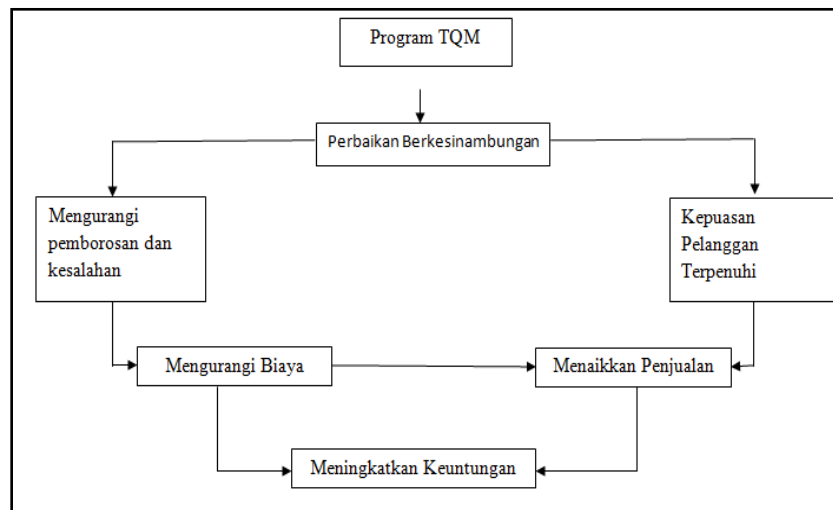 Program TQM
Perbaikan Berkesinambungan
Mengurangi
pemborosan dan
kesalahan
Kepuasan
Pelanggan
Terpenuhi
Mengurangi Biaya
Menaikkan Penjualan
Meningkatkan Keuntungan